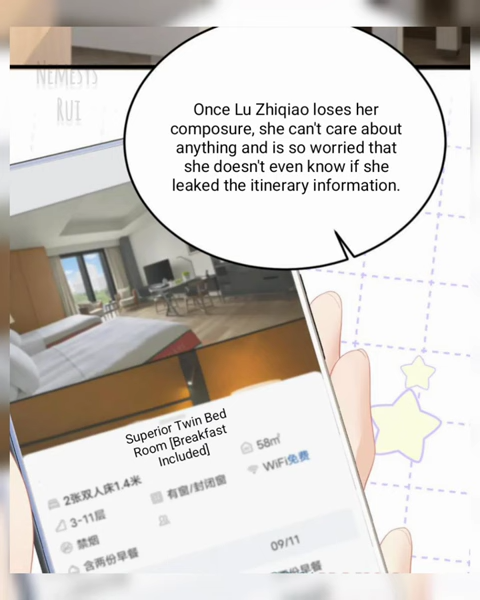 NEMESYS
RUI
Once Lu Zhiqiao loses her
composure, she can't care about
anything and is so worried that
she doesn't even know if she
leaked the itinerary information.
Superior Twin Bed
Room [Breakfast
Included]
58㎡
2张双人床1.4米
有窗/封闭窗
WiFi免费
3-11层
禁烟
含两份早餐
09/11
份早餐